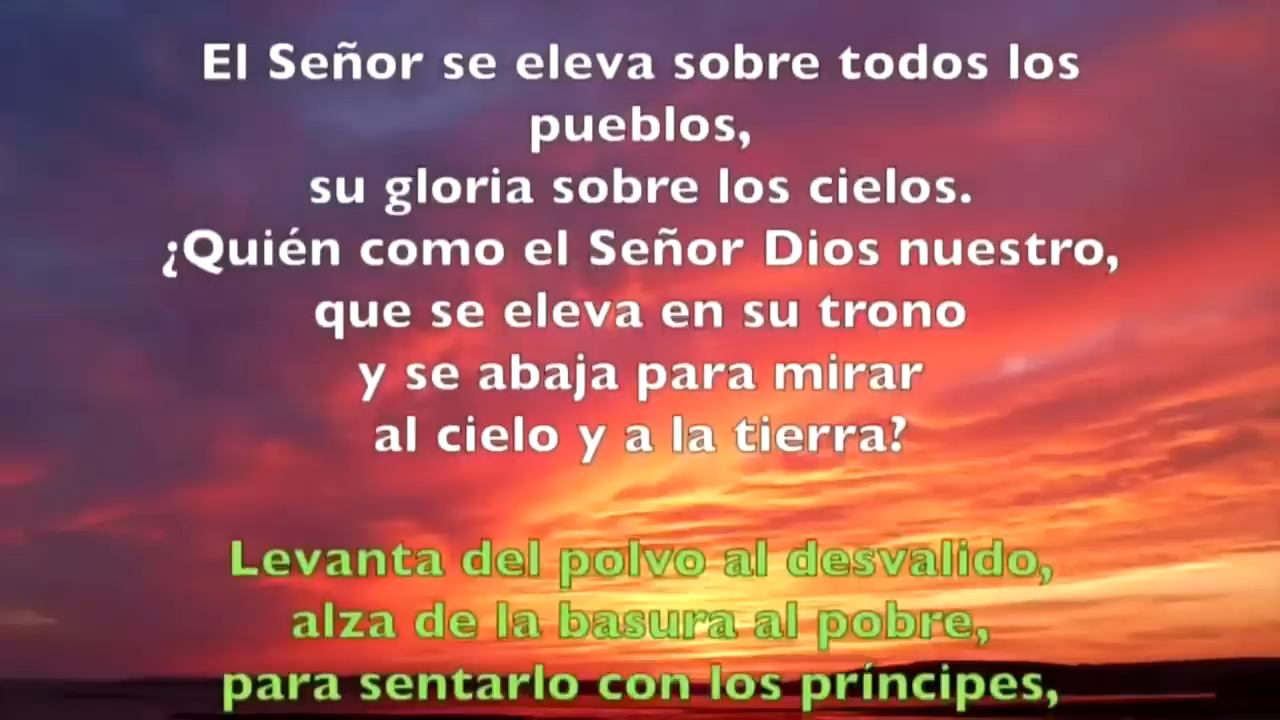 El Señor se eleva sobre todos los
pueblos,
su gloria sobre los cielos.
¿Quién como el Señor Dios nuestro,
que se eleva en su trono
y se abaja para mirar
al cielo y a la tierra?
Levanta del polvo al desvalido,
alza de la basura al pobre,
para sentarlo con los príncipes,